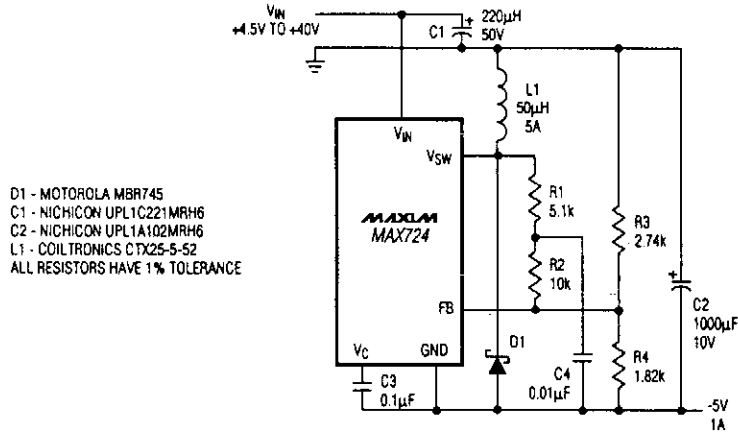 VIN
+4.5V TO +40V
C1
+
220µH
50V
L1
50µH
5A
VIN
VSW
D1 - MOTOROLA MBR745
C1 - NICHICON UPL1C221MRH6
C2 - NICHICON UPL1A102MRH6
L1 - COILTRONICS CTX25-5-52
ALL RESISTORS HAVE 1% TOLERANCE
MAXIM
MAX724
R1
5.1k
R2
10k
R3
2.74k
+
C2
1000µF
10V
FB
VC
GND
D1
C3
0.1µF
C4
0.01µF
R4
1.82k
-5V
1A